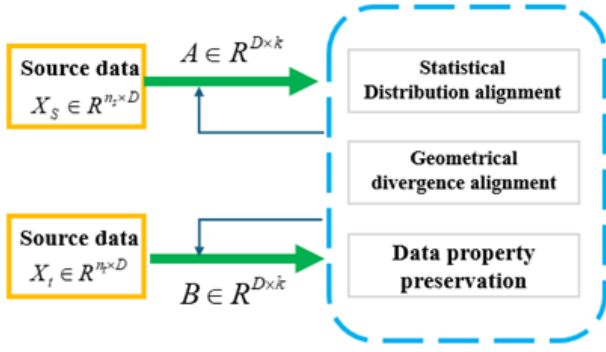 Source data
X_S ∈ R^{n_s×D}
A ∈ R^{D×k}
Statistical
Distribution alignment
Geometrical
divergence alignment
Source data
X_t ∈ R^{n_t×D}
B ∈ R^{D×k}
Data property
preservation